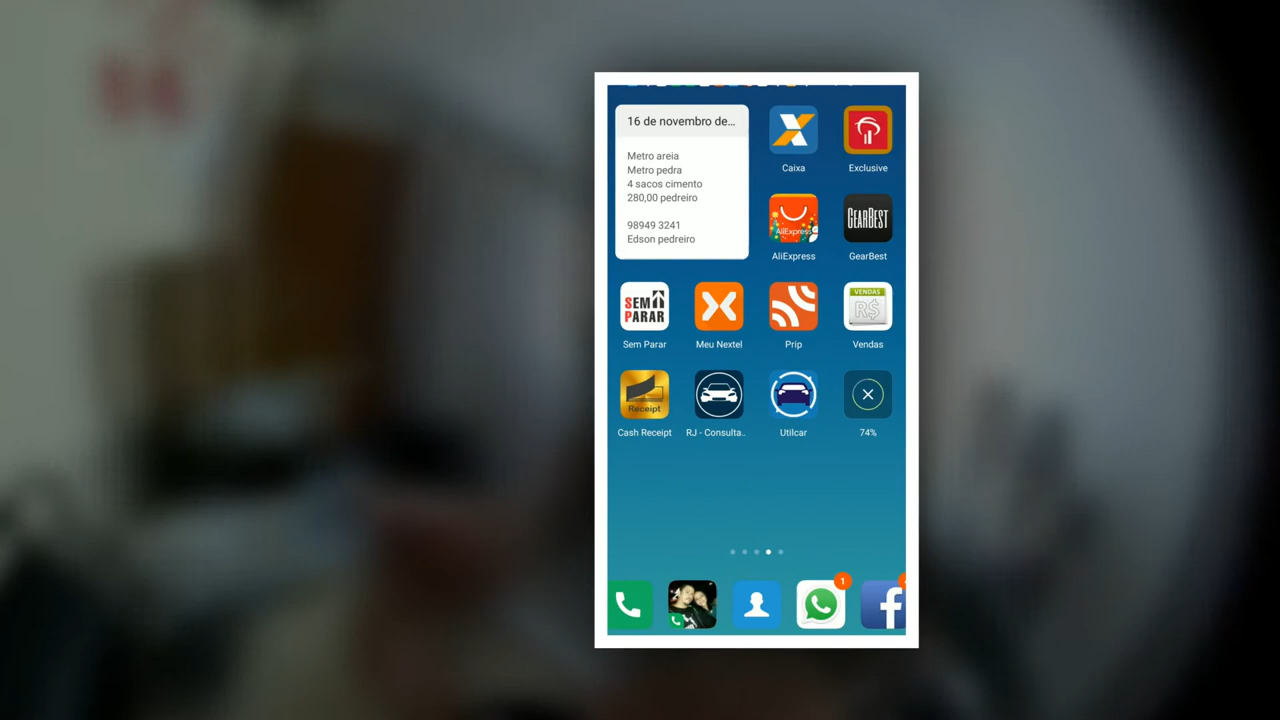 16 de novembro de...
Metro areia
Metro pedra
4 sacos cimento
280,00 pedreiro
98949 3241
Edson pedreiro
Caixa
Exclusive
AliExpress
GEARBEST
AliExpress
GearBest
SEM PARAR
VENDAS
R$
Sem Parar
Meu Nextel
Prip
Vendas
Receipt
Cash Receipt
RJ - Consulta..
Utilcar
74%
1